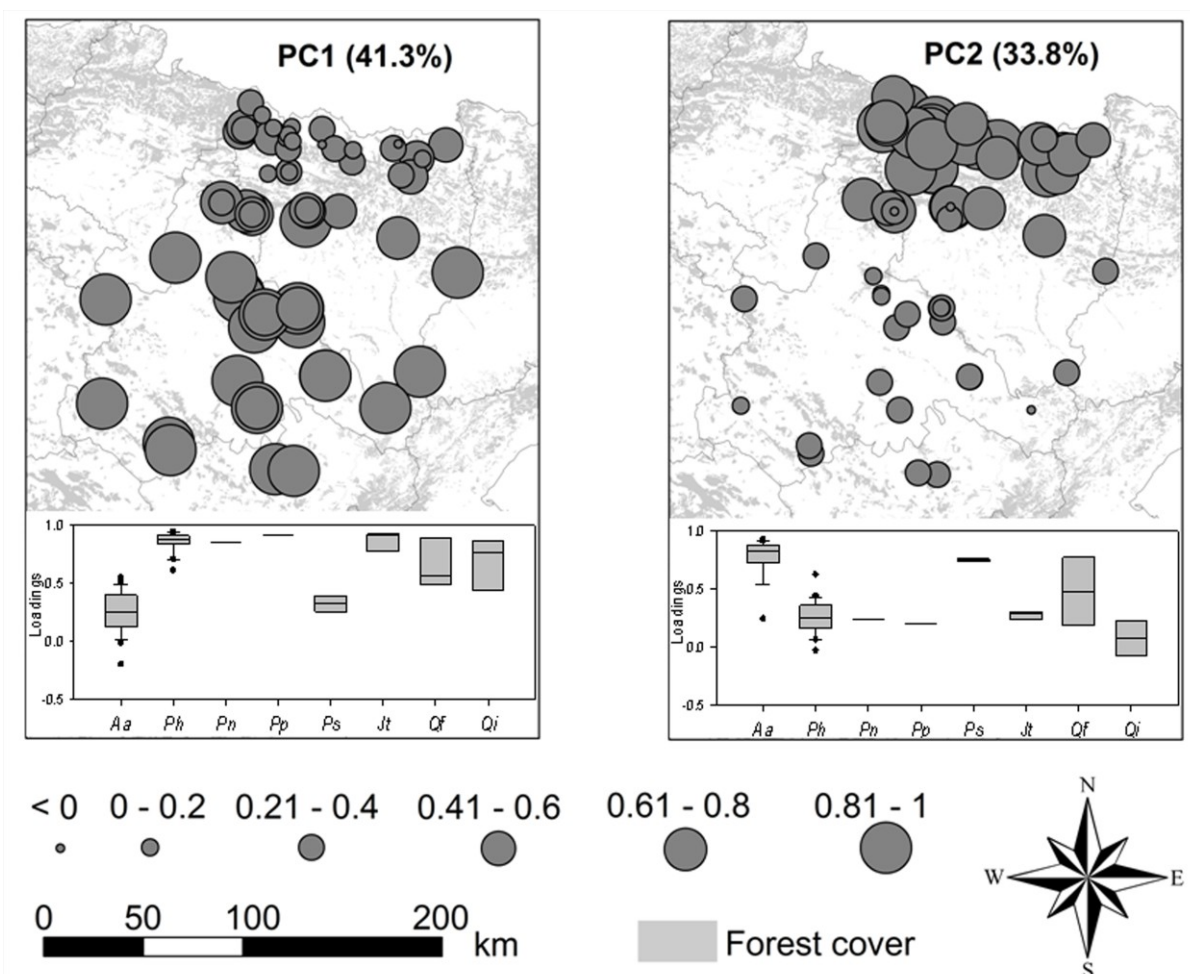 PC1 (41.3%)
1.0
0.5
0.0
-0.5
Loadings
Aa Ph Pn Pp Ps Jt Qf Qi
PC2 (33.8%)
1.0
0.5
0.0
-0.5
Loadings
Aa Ph Pn Pp Ps Jt Qf Qi
< 0 0 - 0.2 0.21 - 0.4 0.41 - 0.6 0.61 - 0.8 0.81 - 1
0 50 100 200
km
Forest cover
N
W E
S